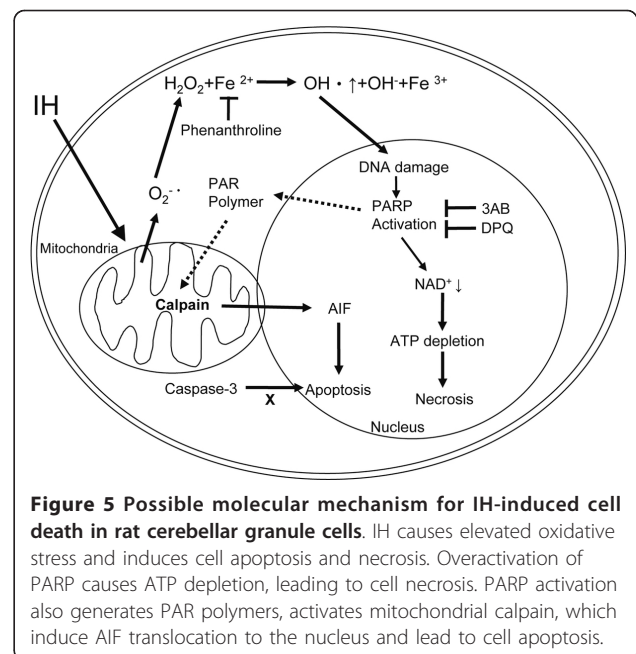 H₂O₂+Fe ²⁺ → OH · ↑+OH⁻+Fe ³⁺
IH
Phenanthroline
DNA damage
O₂⁻·
PAR
Polymer
PARP
Activation
3AB
DPQ
Mitochondria
NAD⁺ ↓
Calpain
AIF
ATP depletion
Caspase-3
X
Apoptosis
Necrosis
Nucleus
Figure 5 Possible molecular mechanism for IH-induced cell
death in rat cerebellar granule cells. IH causes elevated oxidative
stress and induces cell apoptosis and necrosis. Overactivation of
PARP causes ATP depletion, leading to cell necrosis. PARP activation
also generates PAR polymers, activates mitochondrial calpain, which
induce AIF translocation to the nucleus and lead to cell apoptosis.